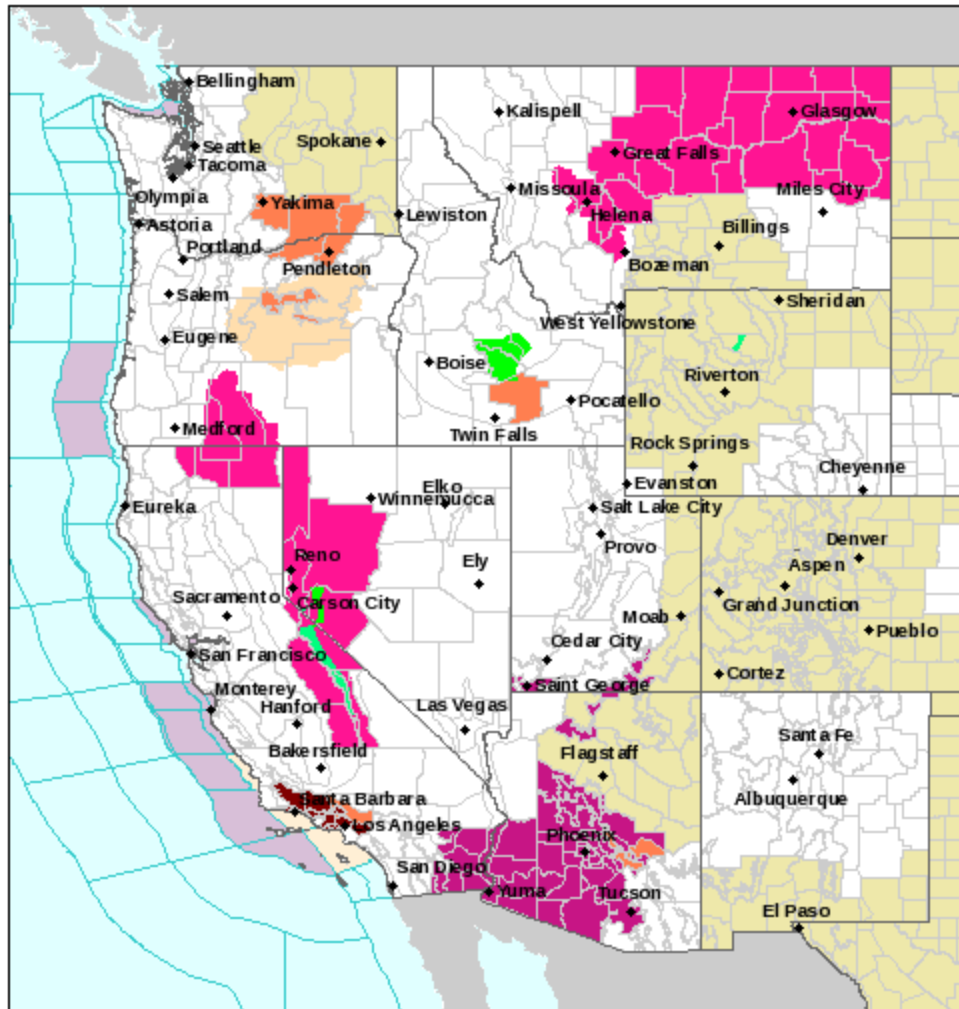 Bellingham
Kalispell
Glasgow
Seattle
Spokane
Great Falls
Tacoma
Missoula
Miles City
Olympia
Yakima
Lewiston
Helena
Astoria
Billings
Portland
Pendleton
Bozeman
Salem
Sheridan
West Yellowstone
Eugene
Boise
Riverton
Pocatello
Medford
Twin Falls
Rock Springs
Cheyenne
Elko
Evanston
Winnemucca
Eureka
Salt Lake City
Provo
Denver
Reno
Ely
Aspen
Sacramento
Carson City
Grand Junction
Moab
Pueblo
Cedar City
San Francisco
Cortez
Saint George
Monterey
Hanford
Las Vegas
Santa Fe
Bakersfield
Flagstaff
Santa Barbara
Albuquerque
Los Angeles
Phoenix
San Diego
Yuma
Tucson
El Paso